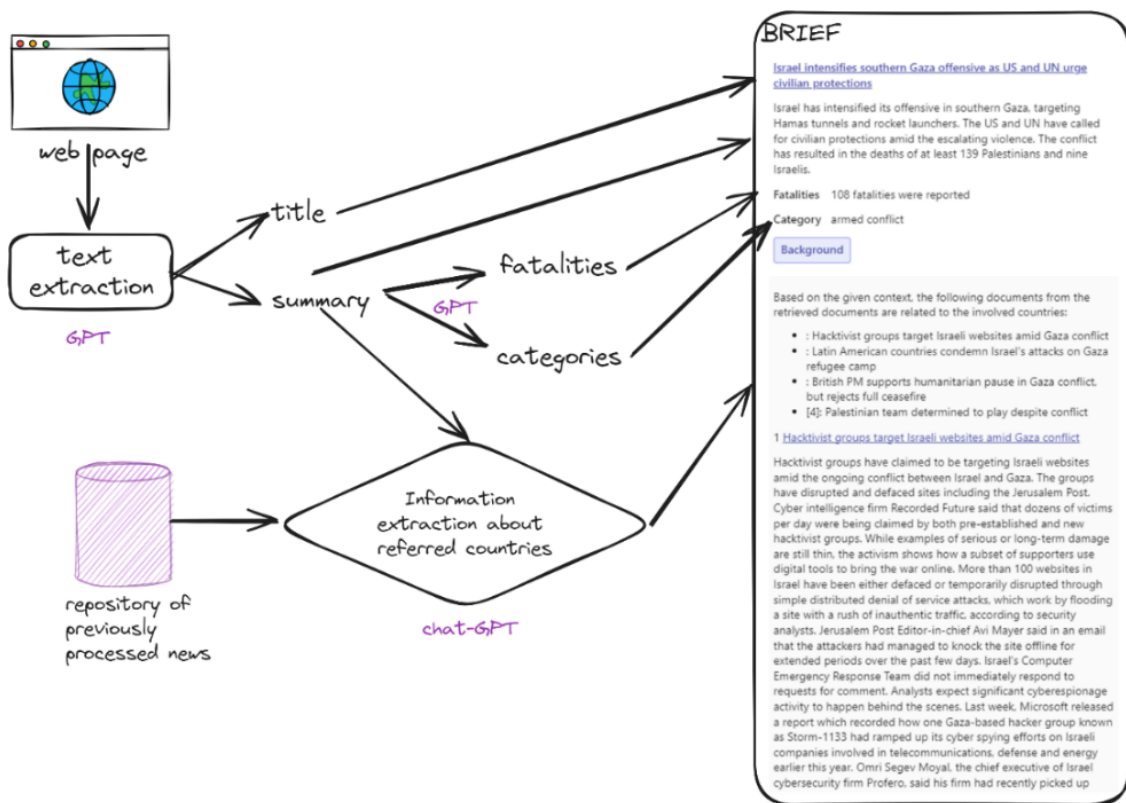 web page
text
extraction
GPT
title
summary
GPT
fatalities
categories
repository of
previously
processed news
Information
extraction about
referred countries
chat-GPT
BRIEF
Israel intensifies southern Gaza offensive as US and UN urge
civilian protections
Israel has intensified its offensive in southern Gaza, targeting
Hamas tunnels and rocket launchers. The US and UN have called
for civilian protections amid the escalating violence. The conflict
has resulted in the deaths of at least 139 Palestinians and nine
Israelis.
Fatalities 108 fatalities were reported
Category armed conflict
Background
Based on the given context, the following documents from the
retrieved documents are related to the involved countries:
• : Hacktivist groups target Israeli websites amid Gaza conflict
• : Latin American countries condemn Israel's attacks on Gaza
refugee camp
• : British PM supports humanitarian pause in Gaza conflict,
but rejects full ceasefire
• [4]: Palestinian team determined to play despite conflict
1 Hacktivist groups target Israeli websites amid Gaza conflict
Hacktivist groups have claimed to be targeting Israeli websites
amid the ongoing conflict between Israel and Gaza. The groups
have disrupted and defaced sites including the Jerusalem Post.
Cyber intelligence firm Recorded Future said that dozens of victims
per day were being claimed by both pre-established and new
hacktivist groups. While examples of serious or long-term damage
are still thin, the activism shows how a subset of supporters use
digital tools to bring the war online. More than 100 websites in
Israel have been either defaced or temporarily disrupted through
simple distributed denial of service attacks, which work by flooding
a site with a rush of inauthentic traffic, according to security
analysts. Jerusalem Post Editor-in-chief Avi Mayer said in an email
that the attackers had managed to knock the site offline for
extended periods over the past few days. Israel's Computer
Emergency Response Team did not immediately respond to
requests for comment. Analysts expect significant cyberespionage
activity to happen behind the scenes. Last week, Microsoft released
a report which recorded how one Gaza-based hacker group known
as Storm-1133 had ramped up its cyber spying efforts on Israeli
companies involved in telecommunications, defense and energy
earlier this year. Omri Segev Moyal, the chief executive of Israel
cybersecurity firm Profero, said his firm had recently picked up